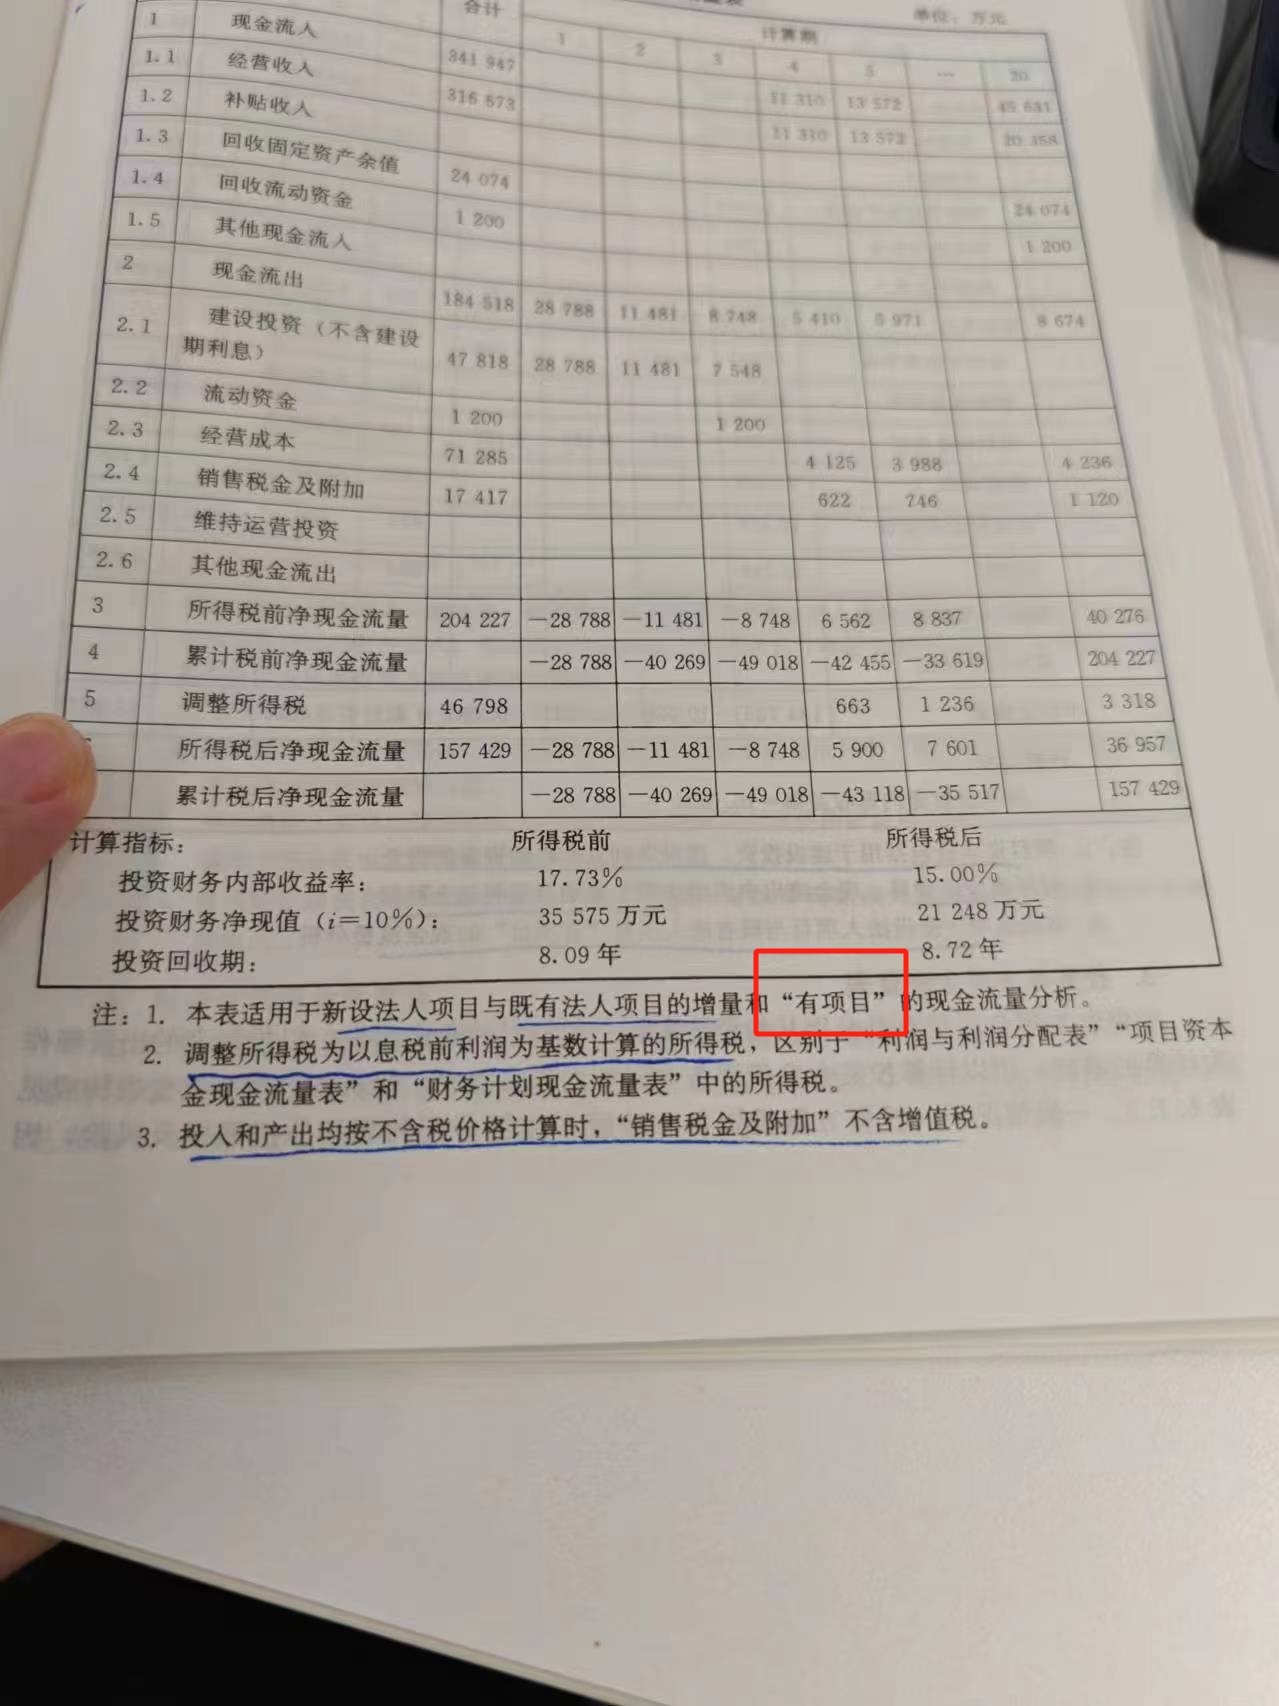 合计
单位：万元
计算期
1 2 3 4 5 … 20
1 现金流入 341 947 11 310 13 572 45 631
1.1 经营收入 316 673 11 310 13 572 20 358
1.2 补贴收入
1.3 回收固定资产余值 24 074 24 074
1.4 回收流动资金 1 200 1 200
1.5 其他现金流入
2 现金流出 184 518 28 788 11 481 8 748 5 410 5 971 8 674
2.1 建设投资（不含建设
期利息） 47 818 28 788 11 481 7 548
2.2 流动资金 1 200 1 200
2.3 经营成本 71 285 4 125 3 988 4 236
2.4 销售税金及附加 17 417 622 746 1 120
2.5 维持运营投资
2.6 其他现金流出
3 所得税前净现金流量 204 227 —28 788 —11 481 —8 748 6 562 8 837 40 276
4 累计税前净现金流量 —28 788 —40 269 —49 018 —42 455 —33 619 204 227
5 调整所得税 46 798 663 1 236 3 318
所得税后净现金流量 157 429 —28 788 —11 481 —8 748 5 900 7 601 36 957
累计税后净现金流量 —28 788 —40 269 —49 018 —43 118 —35 517 157 429
计算指标： 所得税前 所得税后
投资财务内部收益率： 17.73% 15.00%
投资财务净现值（i=10%）： 35 575 万元 21 248 万元
投资回收期： 8.09 年 8.72 年
注：1. 本表适用于新设法人项目与既有法人项目的增量和“有项目”的现金流量分析。
2. 调整所得税为以息税前利润为基数计算的所得税，区别于“利润与利润分配表”“项目资本
金现金流量表”和“财务计划现金流量表”中的所得税。
3. 投入和产出均按不含税价格计算时，“销售税金及附加”不含增值税。